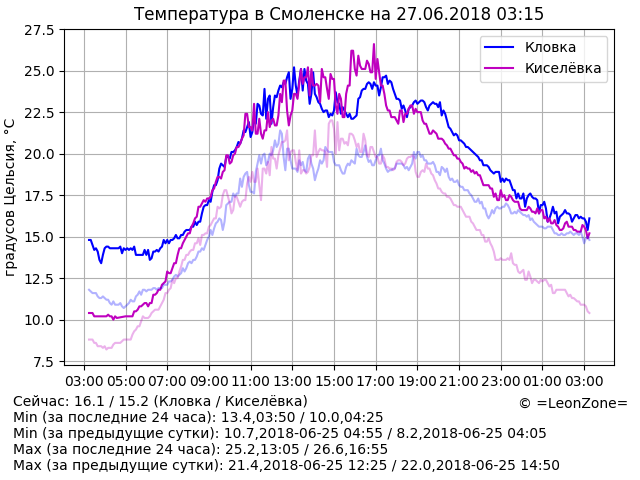 Температура в Смоленске на 27.06.2018 03:15
27.5
25.0
22.5
20.0
17.5
15.0
12.5
10.0
7.5
градусов Цельсия, °C
Кловка
Киселёвка
03:00 05:00 07:00 09:00 11:00 13:00 15:00 17:00 19:00 21:00 23:00 01:00 03:00
Сейчас: 16.1 / 15.2 (Кловка / Киселёвка)
© =LeonZone=
Min (за последние 24 часа): 13.4,03:50 / 10.0,04:25
Min (за предыдущие сутки): 10.7,2018-06-25 04:55 / 8.2,2018-06-25 04:05
Max (за последние 24 часа): 25.2,13:05 / 26.6,16:55
Max (за предыдущие сутки): 21.4,2018-06-25 12:25 / 22.0,2018-06-25 14:50